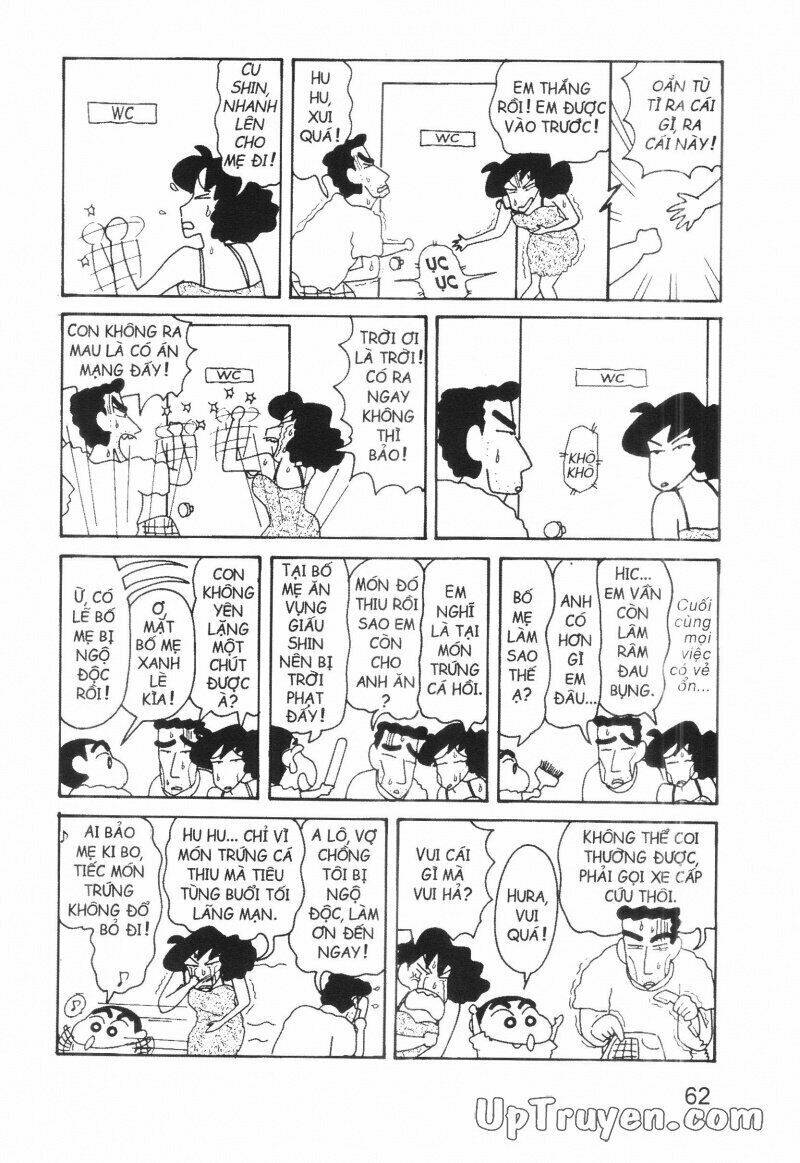 OẲN TÙ
TÌ RA CÁI
GÌ, RA
CÁI NÀY!
EM THẮNG
RỒI! EM ĐƯỢC
VÀO TRƯỚC!
WC
HU
HU,
XUI
QUÁ!
ỤC
ỤC
CU
SHIN,
NHANH
LÊN
CHO
MẸ ĐI!
WC
WC
KHÒ
KHÒ
TRỜI ƠI
LÀ TRỜI!
CÓ RA
NGAY
KHÔNG
THÌ
BẢO!
WC
CON KHÔNG RA
MAU LÀ CÓ ÁN
MẠNG ĐẤY!
Cuối
cùng
mọi
việc
có vẻ
ổn...
HIC...
EM VẪN
CÒN
LÂM
RÂM
ĐAU
BỤNG.
ANH
CÓ HƠN
GÌ EM
ĐÂU...
BỐ
MẸ
LÀM
SAO
THẾ
Ạ?
EM
NGHĨ
LÀ TẠI
MÓN
TRỨNG
CÁ HỒI.
MÓN ĐÓ
THIU RỒI
SAO EM
CÒN
CHO
ANH ĂN
?
TẠI BỐ
MẸ ĂN
VỤNG
GIẤU
SHIN
NÊN BỊ
TRỜI
PHẠT
ĐẤY!
CON
KHÔNG
YÊN
LẶNG
MỘT
CHÚT
ĐƯỢC
À?
Ơ,
MẶT
BỐ MẸ
XANH
LÈ
KÌA!
Ừ, CÓ
LẼ BỐ
MẸ BỊ
NGỘ
ĐỘC
RỒI!
KHÔNG THỂ COI
THƯỜNG ĐƯỢC,
PHẢI GỌI XE CẤP
CỨU THÔI.
HURA,
VUI
QUÁ!
VUI CÁI
GÌ MÀ
VUI HẢ?
A LÔ, VỢ
CHỒNG
TÔI BỊ
NGỘ
ĐỘC, LÀM
ƠN ĐẾN
NGAY!
HU HU... CHỈ VÌ
MÓN TRỨNG CÁ
THIU MÀ TIÊU
TÙNG BUỔI TỐI
LÃNG MẠN.
AI BẢO
MẸ KI BO,
TIẾC MÓN
TRỨNG
KHÔNG ĐỔ
BỎ ĐI!
62
UpTruyen.com